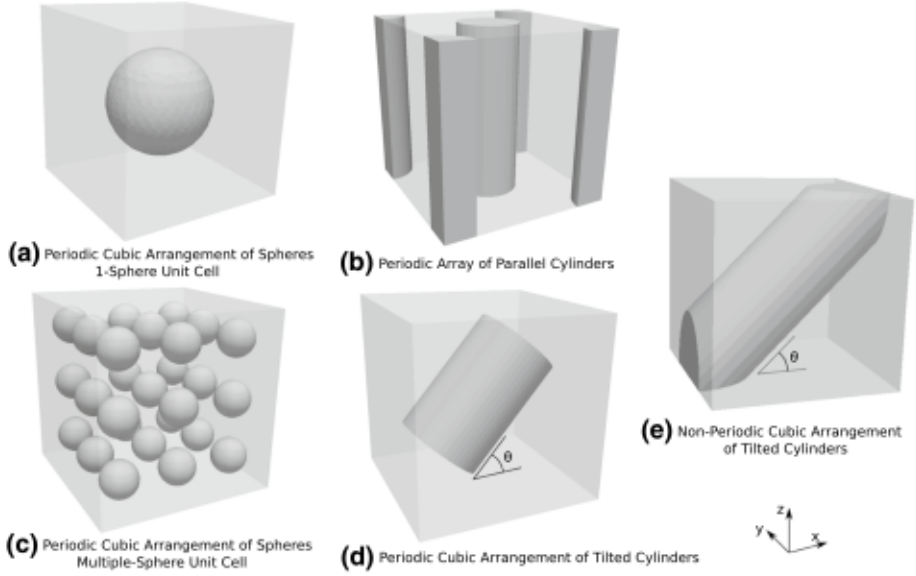 (a) Periodic Cubic Arrangement of Spheres
1-Sphere Unit Cell
(b) Periodic Array of Parallel Cylinders
(c) Periodic Cubic Arrangement of Spheres
Multiple-Sphere Unit Cell
θ
(d) Periodic Cubic Arrangement of Tilted Cylinders
θ
(e) Non-Periodic Cubic Arrangement
of Tilted Cylinders
z
y
x